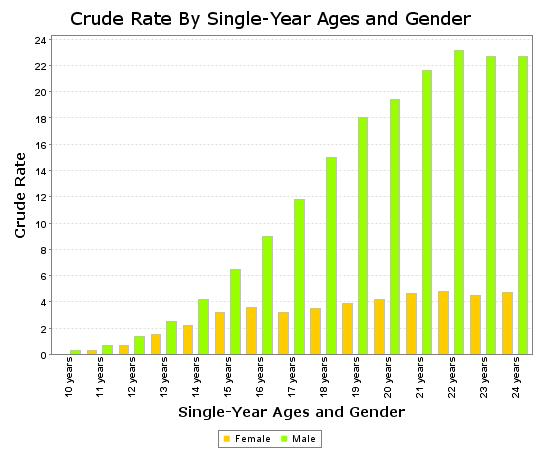 Crude Rate By Single-Year Ages and Gender
Crude Rate
24
22
20
18
16
14
12
10
8
6
4
2
0
10 years
11 years
12 years
13 years
14 years
15 years
16 years
17 years
18 years
19 years
20 years
21 years
22 years
23 years
24 years
Single-Year Ages and Gender
Female Male